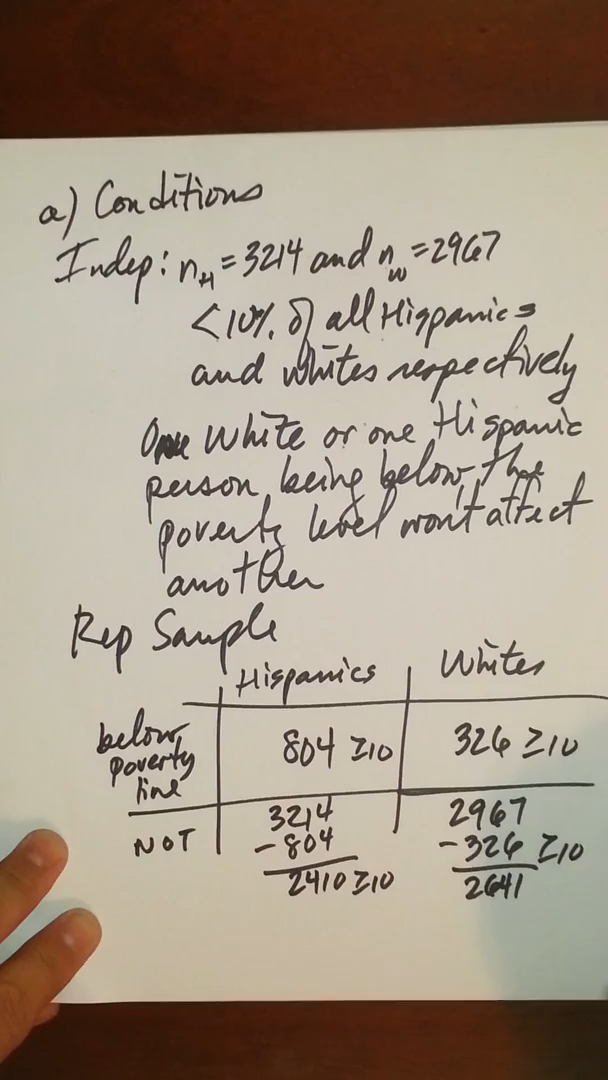 a) Conditions
Indep: nH = 3214 and nw = 2967
<10% of all Hispanics
and whites respectively
One White or one Hispanic
person being below the
poverty level won't affect
another
Rep Sample
Hispanics Whites
below
poverty
line
804 ≥10 326 ≥10
NOT
3214 2967
-804 -326 ≥10
2410 ≥10 2641